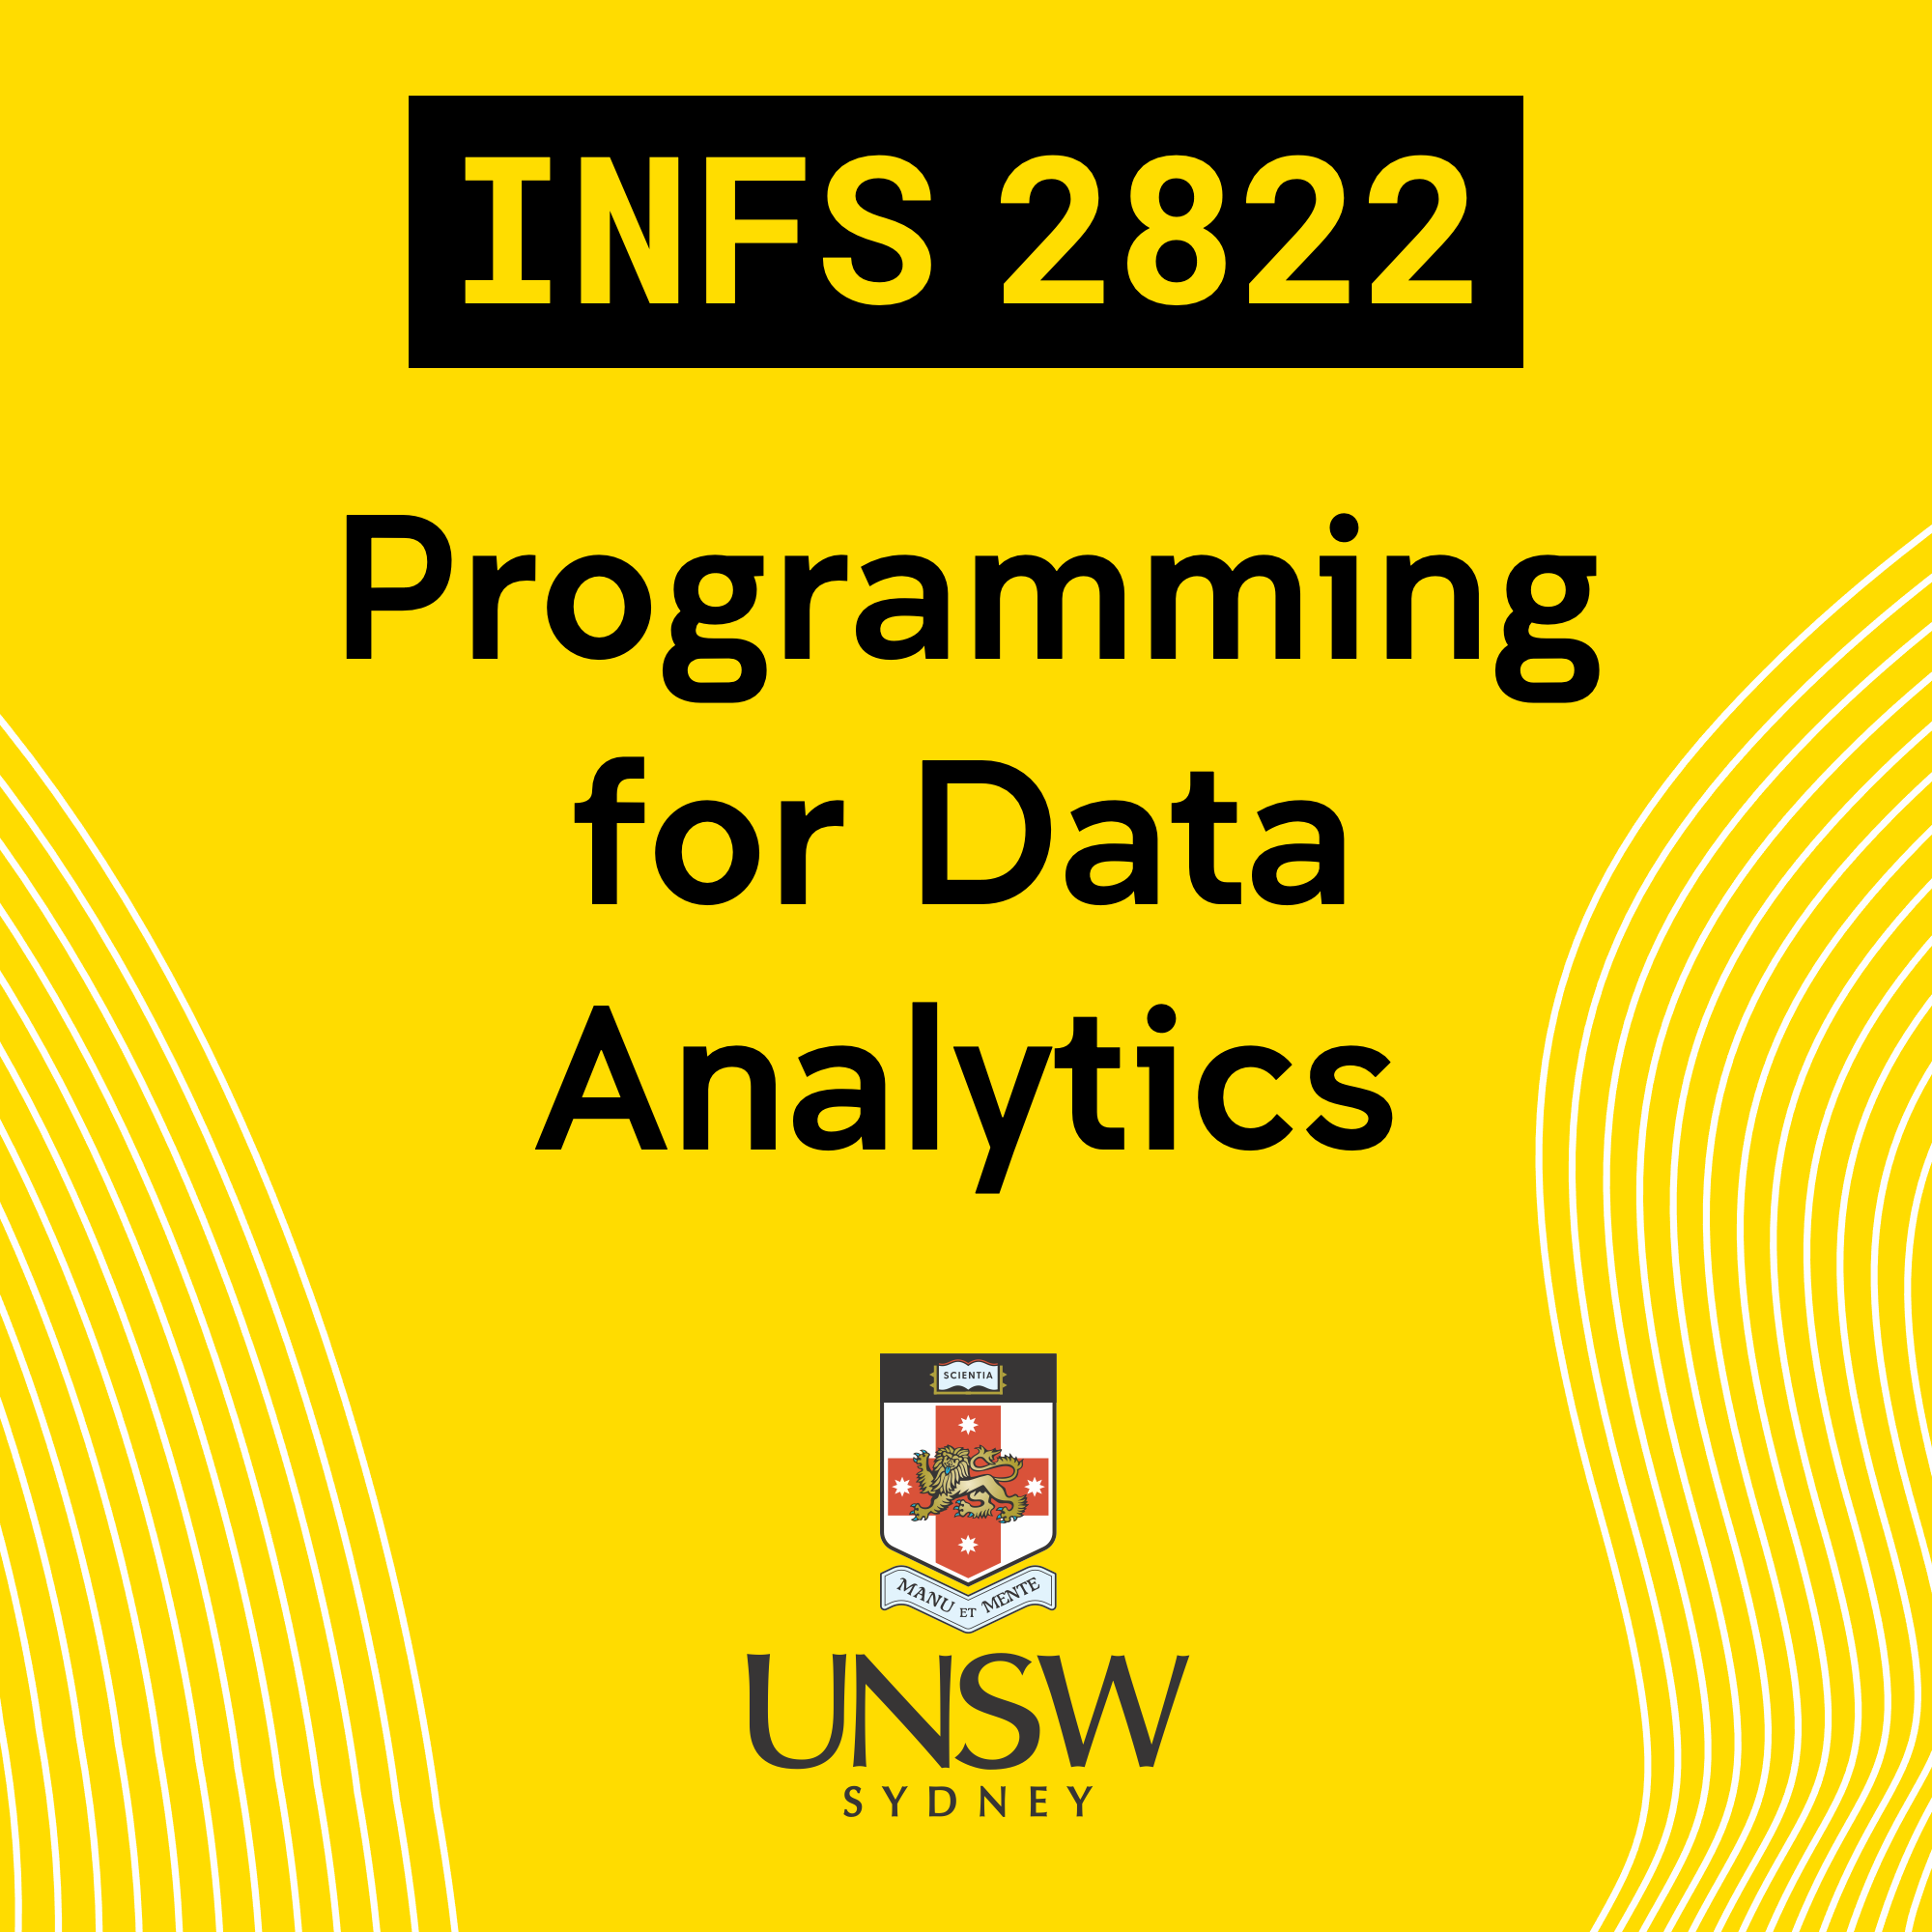 INFS 2822
Programming
for Data
Analytics
SCIENTIA
MANU ET MENTE
UNSW
SYDNEY